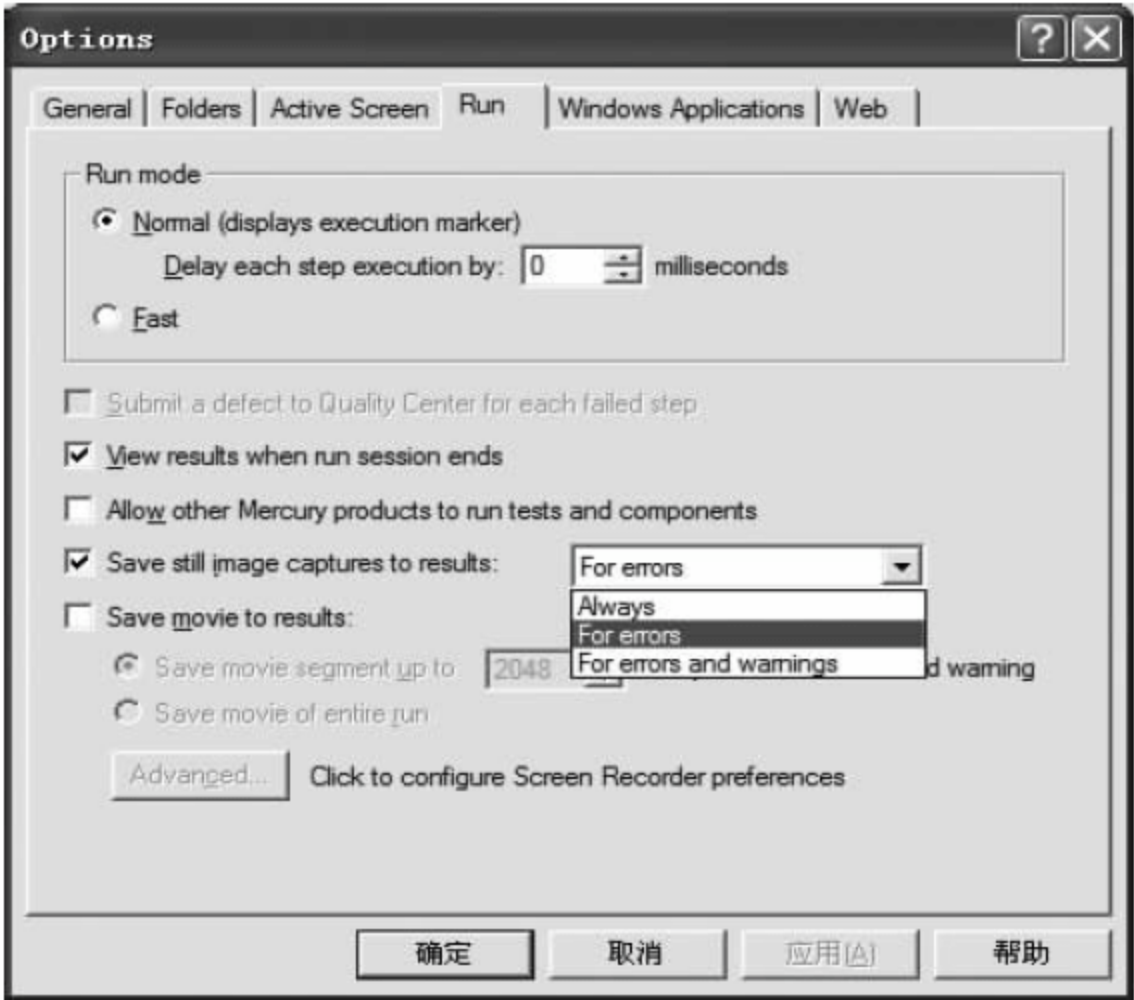 Options
General Folders Active Screen Run Windows Applications Web
Run mode
Normal (displays execution marker)
Delay each step execution by: 0 milliseconds
Fast
Submit a defect to Quality Center for each failed step
View results when run session ends
Allow other Mercury products to run tests and components
Save still image captures to results: For errors
Always
For errors
For errors and warnings
Save movie to results:
Save movie segment up to 2048 d warning
Save movie of entire run
Advanced... Click to configure Screen Recorder preferences
确定 取消 应用(A) 帮助